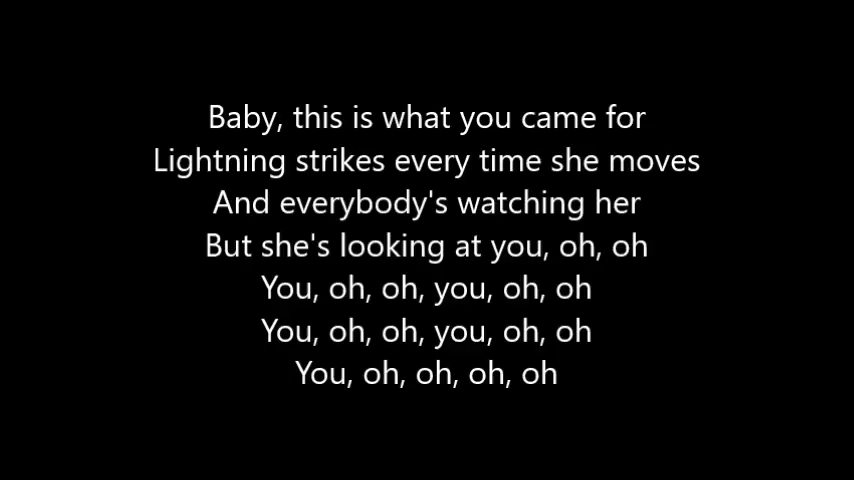 Baby, this is what you came for
Lightning strikes every time she moves
And everybody's watching her
But she's looking at you, oh, oh
You, oh, oh, you, oh, oh
You, oh, oh, you, oh, oh
You, oh, oh, oh, oh